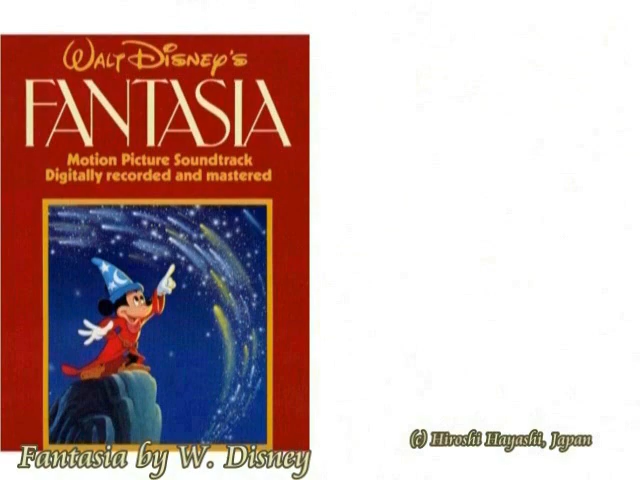 WALT DISNEY'S
FANTASIA
Motion Picture Soundtrack
Digitally recorded and mastered
Fantasia by W. Disney
(c) Hiroshi Hayashi, Japan